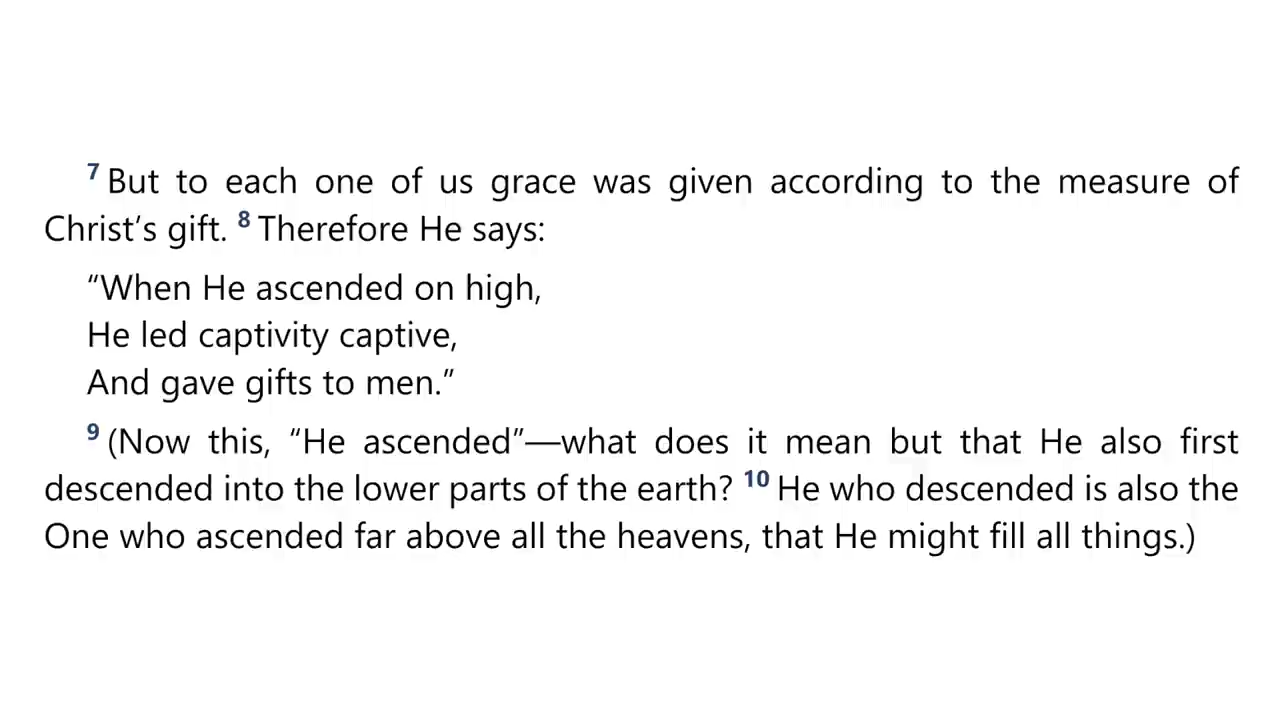 7 But to each one of us grace was given according to the measure of
Christ’s gift. 8 Therefore He says:
“When He ascended on high,
He led captivity captive,
And gave gifts to men.”
9 (Now this, “He ascended”—what does it mean but that He also first
descended into the lower parts of the earth? 10 He who descended is also the
One who ascended far above all the heavens, that He might fill all things.)